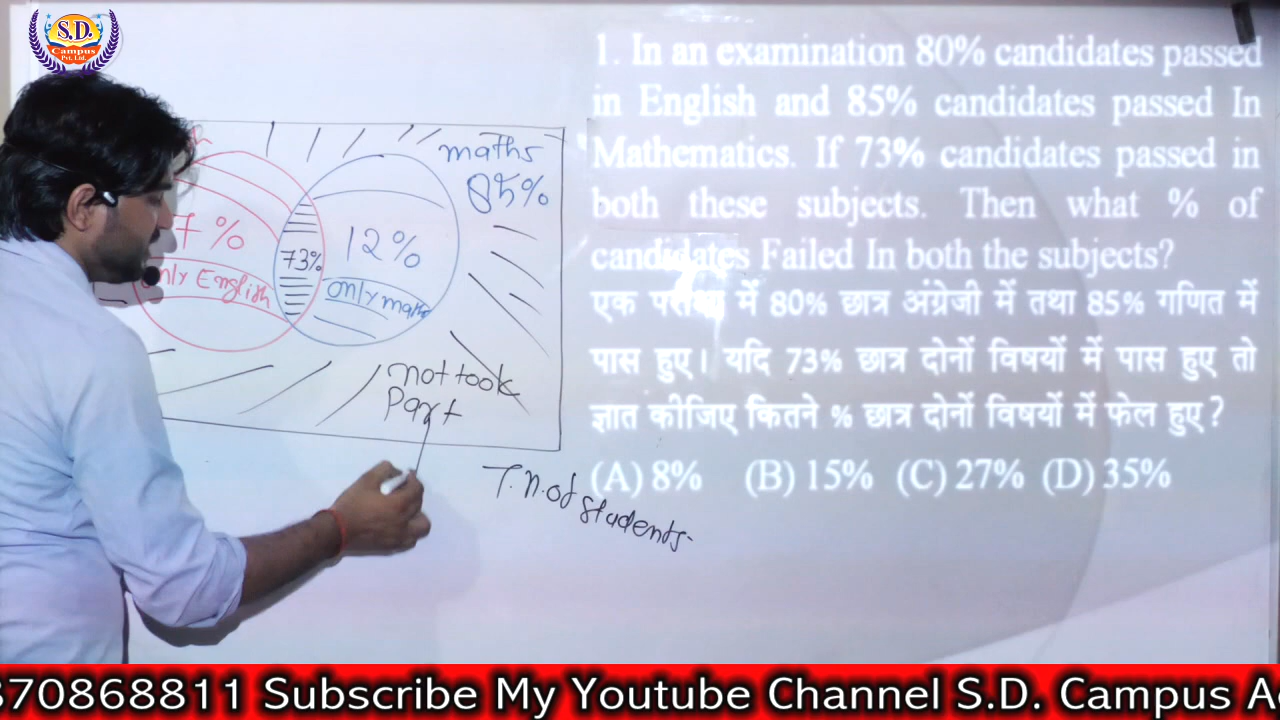 S.D.
Campus
Pvt. Ltd.
maths
85%
7%
only English
73%
12%
only maths
not took
Part
T.n.of students.
1. In an examination 80% candidates passed
in English and 85% candidates passed In
Mathematics. If 73% candidates passed in
both these subjects. Then what % of
candidates Failed In both the subjects?
एक परीक्षा में 80% छात्र अंग्रेजी में तथा 85% गणित में
पास हुए। यदि 73% छात्र दोनों विषयों में पास हुए तो
ज्ञात कीजिए कितने % छात्र दोनों विषयों में फेल हुए?
(A) 8% (B) 15% (C) 27% (D) 35%
370868811 Subscribe My Youtube Channel S.D. Campus A